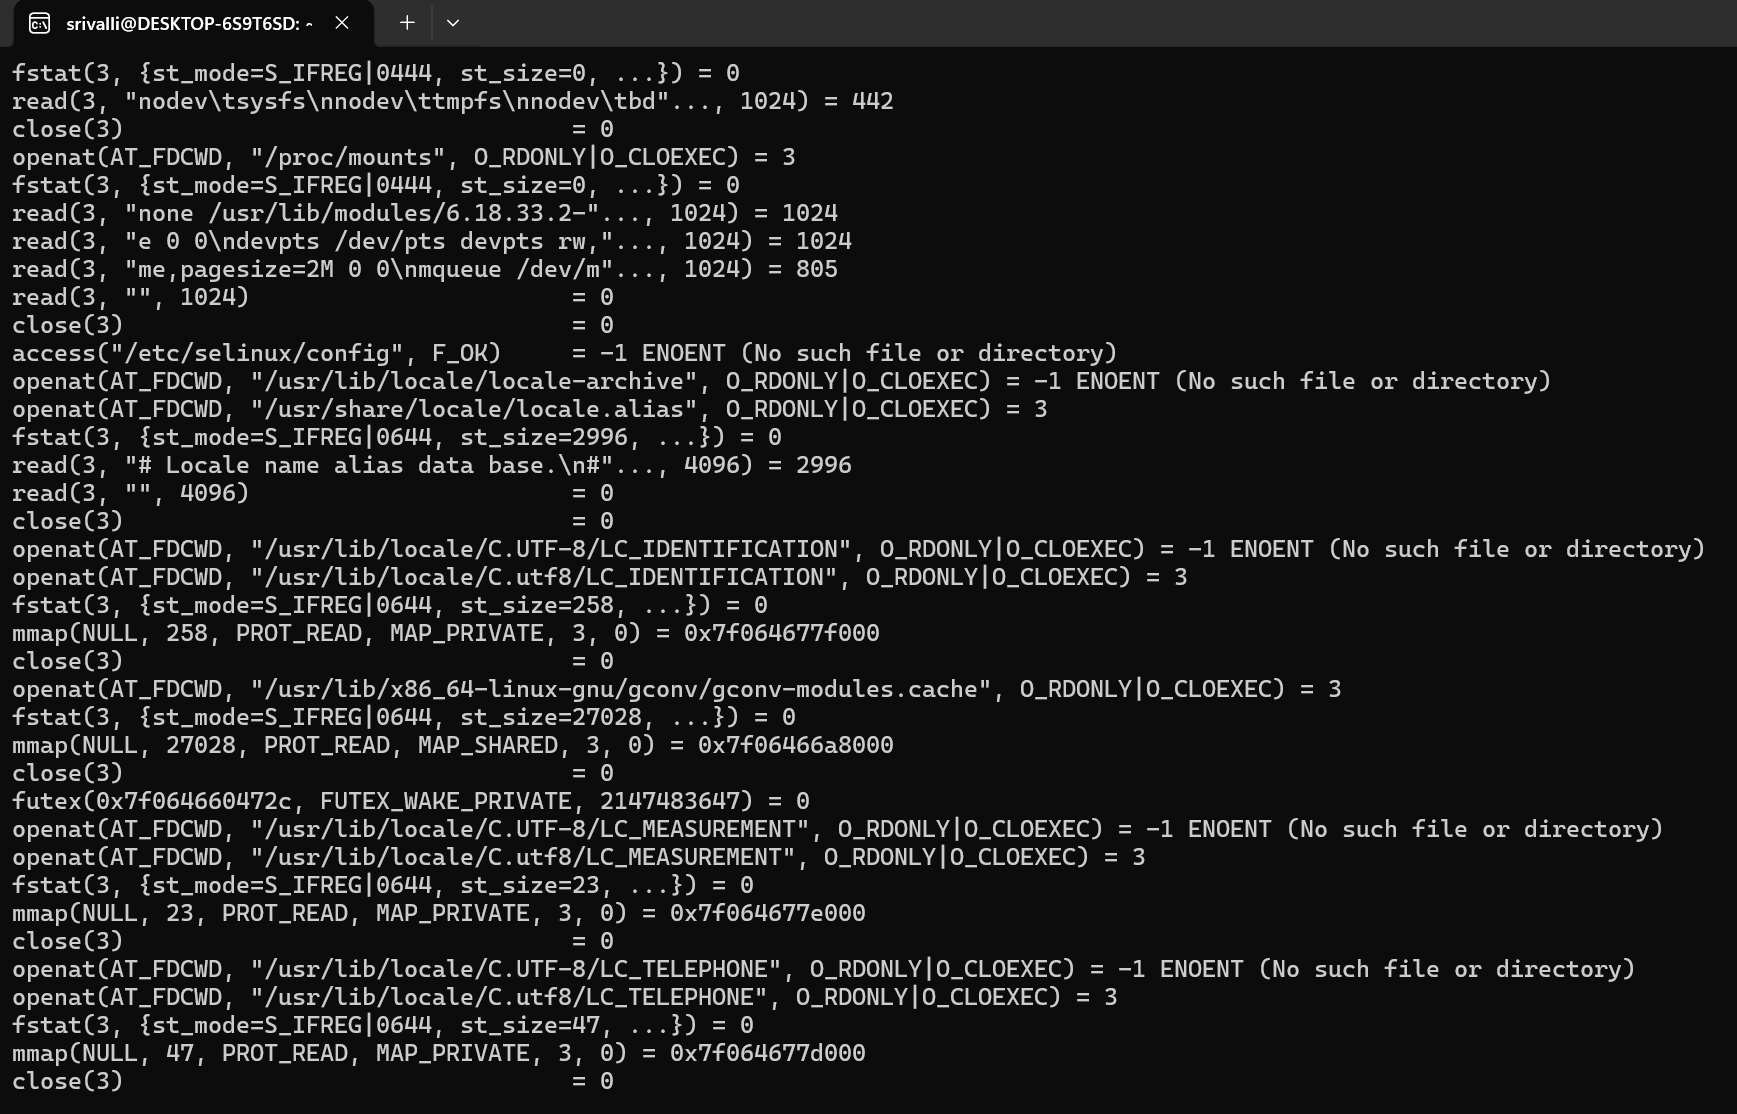 srivalli@DESKTOP-6S9T6SD: ~
fstat(3, {st_mode=S_IFREG|0444, st_size=0, ...}) = 0
read(3, "nodev\tsysfs\nnodev\ttmpfs\nnodev\tbd"..., 1024) = 442
close(3)                                = 0
openat(AT_FDCWD, "/proc/mounts", O_RDONLY|O_CLOEXEC) = 3
fstat(3, {st_mode=S_IFREG|0444, st_size=0, ...}) = 0
read(3, "none /usr/lib/modules/6.18.33.2-"..., 1024) = 1024
read(3, "e 0 0\ndevpts /dev/pts devpts rw,"..., 1024) = 1024
read(3, "me,pagesize=2M 0 0\nmqueue /dev/m"..., 1024) = 805
read(3, "", 1024)                       = 0
close(3)                                = 0
access("/etc/selinux/config", F_OK)     = -1 ENOENT (No such file or directory)
openat(AT_FDCWD, "/usr/lib/locale/locale-archive", O_RDONLY|O_CLOEXEC) = -1 ENOENT (No such file or directory)
openat(AT_FDCWD, "/usr/share/locale/locale.alias", O_RDONLY|O_CLOEXEC) = 3
fstat(3, {st_mode=S_IFREG|0644, st_size=2996, ...}) = 0
read(3, "# Locale name alias data base.\n#"..., 4096) = 2996
read(3, "", 4096)                       = 0
close(3)                                = 0
openat(AT_FDCWD, "/usr/lib/locale/C.UTF-8/LC_IDENTIFICATION", O_RDONLY|O_CLOEXEC) = -1 ENOENT (No such file or directory)
openat(AT_FDCWD, "/usr/lib/locale/C.utf8/LC_IDENTIFICATION", O_RDONLY|O_CLOEXEC) = 3
fstat(3, {st_mode=S_IFREG|0644, st_size=258, ...}) = 0
mmap(NULL, 258, PROT_READ, MAP_PRIVATE, 3, 0) = 0x7f064677f000
close(3)                                = 0
openat(AT_FDCWD, "/usr/lib/x86_64-linux-gnu/gconv/gconv-modules.cache", O_RDONLY|O_CLOEXEC) = 3
fstat(3, {st_mode=S_IFREG|0644, st_size=27028, ...}) = 0
mmap(NULL, 27028, PROT_READ, MAP_SHARED, 3, 0) = 0x7f06466a8000
close(3)                                = 0
futex(0x7f064660472c, FUTEX_WAKE_PRIVATE, 2147483647) = 0
openat(AT_FDCWD, "/usr/lib/locale/C.UTF-8/LC_MEASUREMENT", O_RDONLY|O_CLOEXEC) = -1 ENOENT (No such file or directory)
openat(AT_FDCWD, "/usr/lib/locale/C.utf8/LC_MEASUREMENT", O_RDONLY|O_CLOEXEC) = 3
fstat(3, {st_mode=S_IFREG|0644, st_size=23, ...}) = 0
mmap(NULL, 23, PROT_READ, MAP_PRIVATE, 3, 0) = 0x7f064677e000
close(3)                                = 0
openat(AT_FDCWD, "/usr/lib/locale/C.UTF-8/LC_TELEPHONE", O_RDONLY|O_CLOEXEC) = -1 ENOENT (No such file or directory)
openat(AT_FDCWD, "/usr/lib/locale/C.utf8/LC_TELEPHONE", O_RDONLY|O_CLOEXEC) = 3
fstat(3, {st_mode=S_IFREG|0644, st_size=47, ...}) = 0
mmap(NULL, 47, PROT_READ, MAP_PRIVATE, 3, 0) = 0x7f064677d000
close(3)                                = 0